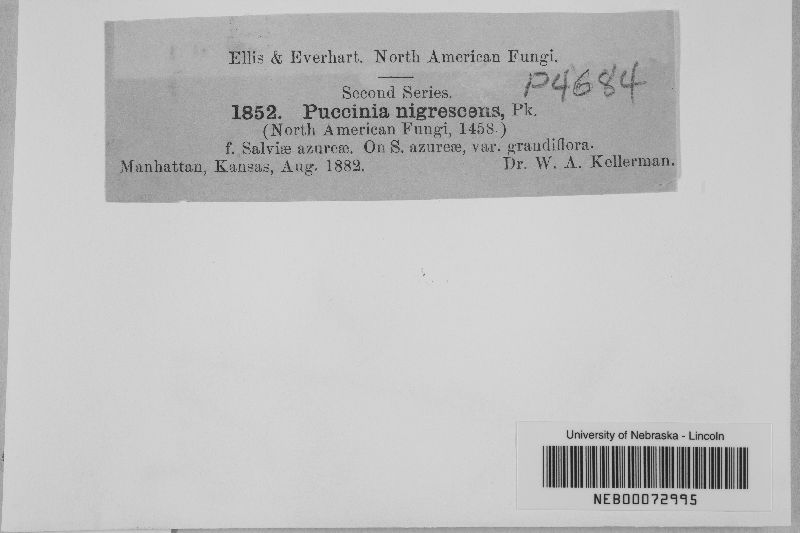 Ellis & Everhart. North American Fungi.
P4684
Second Series.
1852. Puccinia nigrescens, Pk.
(North American Fungi, 1458.)
f. Salviæ azureæ. On S. azureæ, var. grandiflora.
Manhattan, Kansas, Aug. 1882. Dr. W. A. Kellerman.
University of Nebraska - Lincoln
NEB00072995